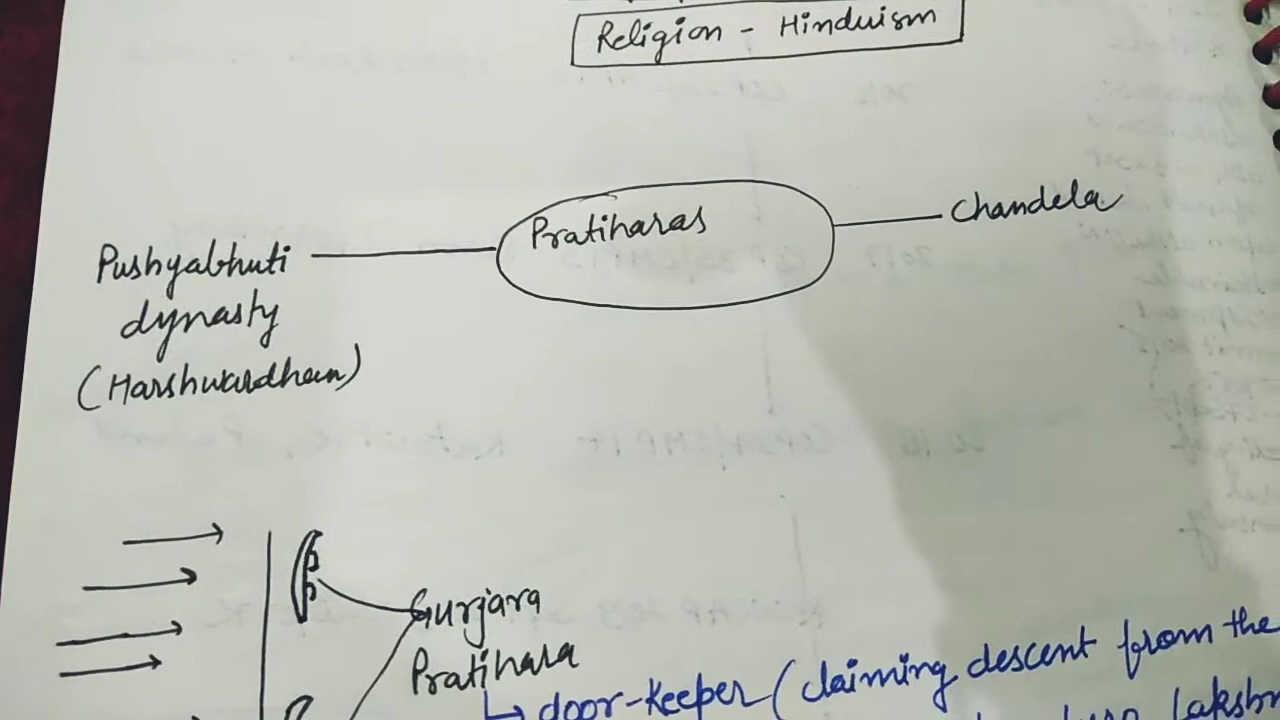 Religion - Hinduism
Pratiharas
Chandela
Pushyabhuti
dynasty
(Harshwardhan)
Gurjara
Pratihara
↳ door-keeper (claiming descent from the